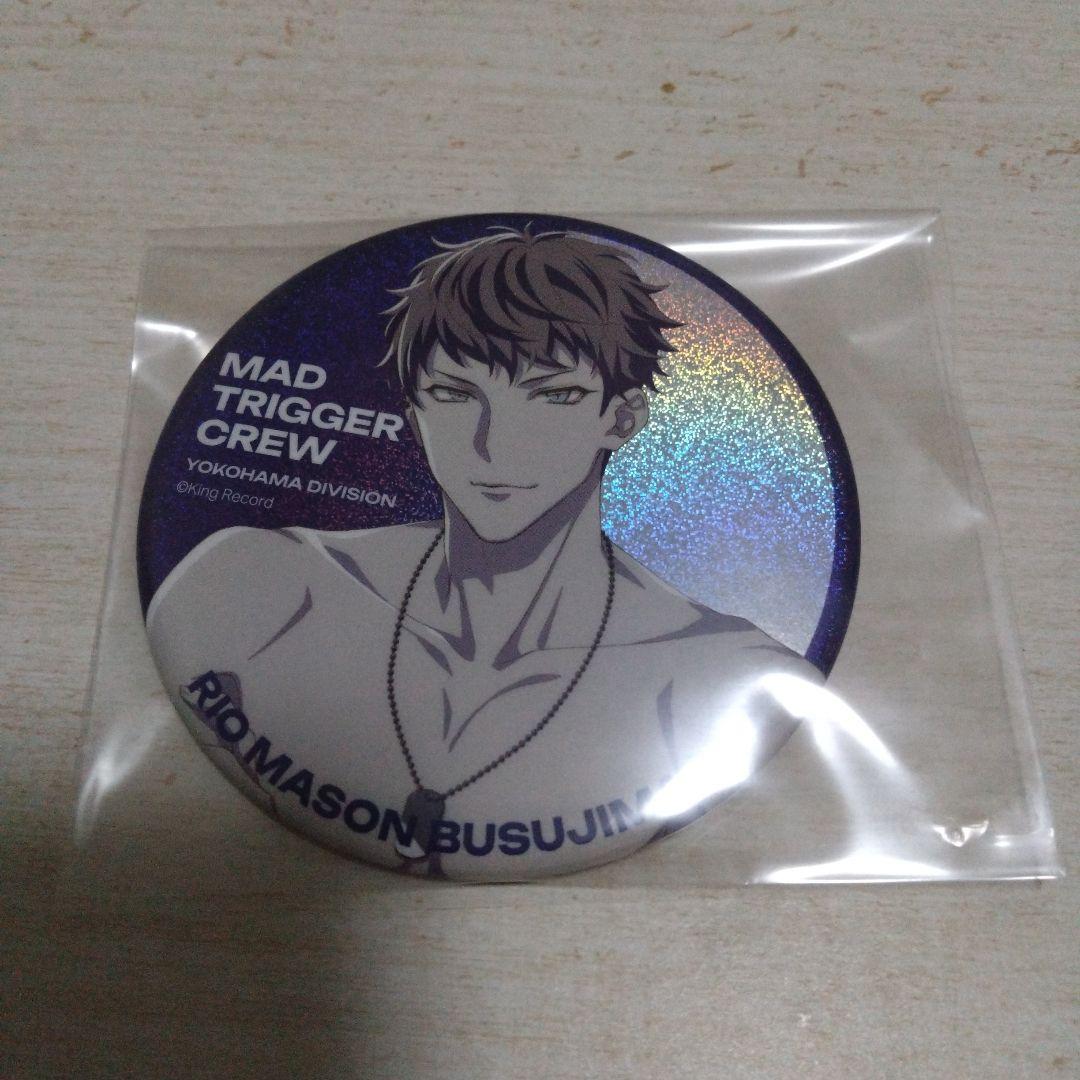 MAD
TRIGGER
CREW
YOKOHAMA DIVISION
©King Record
RIO MASON BUSUJIM